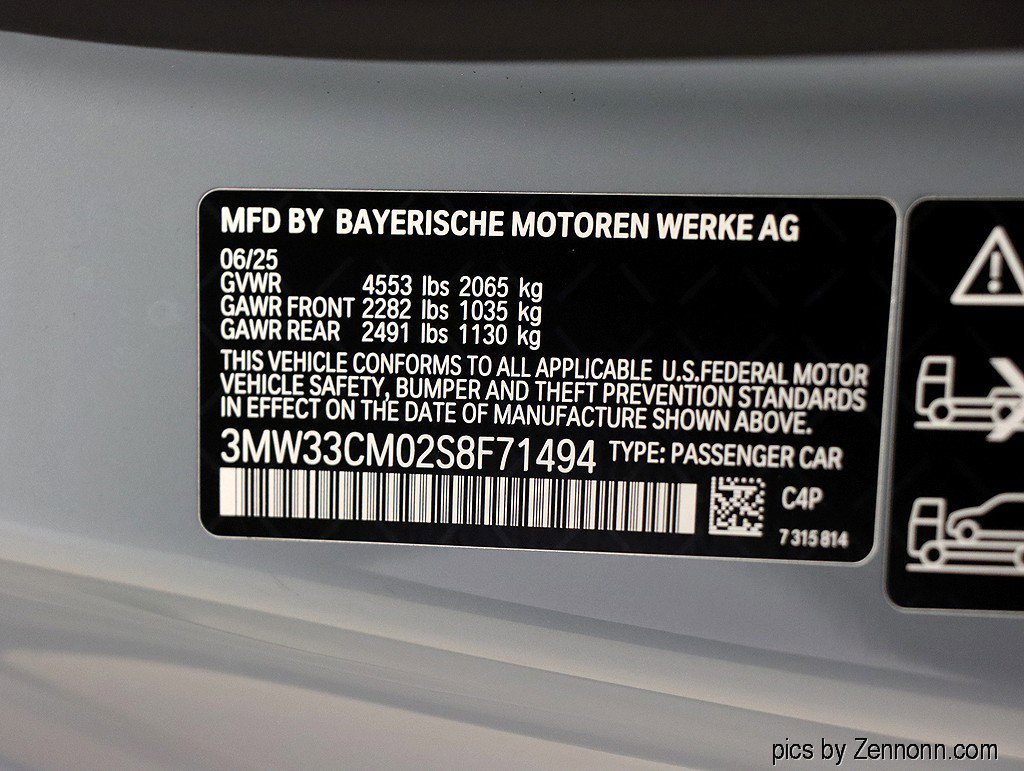 MFD BY BAYERISCHE MOTOREN WERKE AG
06/25
GVWR 4553 lbs 2065 kg
GAWR FRONT 2282 lbs 1035 kg
GAWR REAR 2491 lbs 1130 kg
THIS VEHICLE CONFORMS TO ALL APPLICABLE U.S.FEDERAL MOTOR
VEHICLE SAFETY, BUMPER AND THEFT PREVENTION STANDARDS
IN EFFECT ON THE DATE OF MANUFACTURE SHOWN ABOVE.
3MW33CM02S8F71494 TYPE: PASSENGER CAR
C4P
7 315 814
pics by Zennonn.com